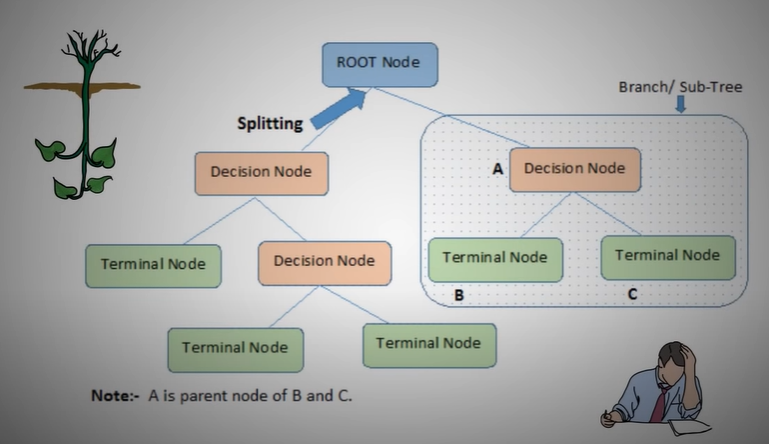 ROOT Node
Branch/ Sub-Tree
Splitting
Decision Node
A
Decision Node
Terminal Node
Decision Node
Terminal Node
Terminal Node
B
C
Terminal Node
Terminal Node
Note:- A is parent node of B and C.